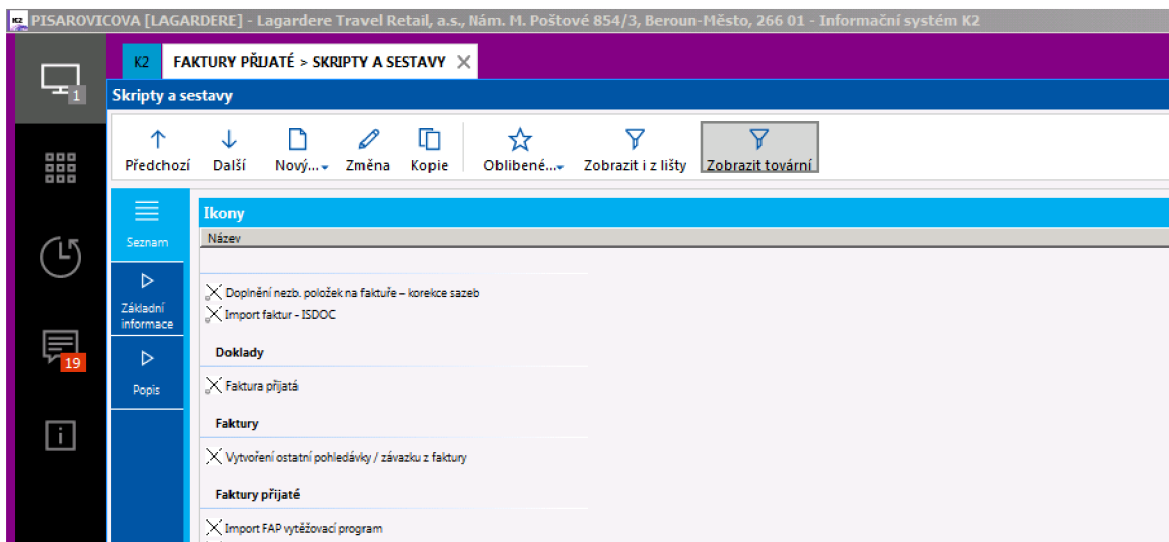 K2 PISAROVICOVA [LAGARDERE] - Lagardere Travel Retail, a.s., Nám. M. Poštové 854/3, Beroun-Město, 266 01 - Informační systém K2
K2 FAKTURY PŘIJATÉ > SKRIPTY A SESTAVY
1
Skripty a sestavy
Předchozí Další Nový... Změna Kopie Oblibené... Zobrazit i z lišty Zobrazit tovární
Seznam
Ikony
Název
Základní
informace
Doplnění nezb. položek na faktuře – korekce sazeb
Import faktur - ISDOC
19
Popis
Doklady
Faktura přijatá
Faktury
Vytvoření ostatní pohledávky / závazku z faktury
Faktury přijaté
Import FAP vytěžovací program